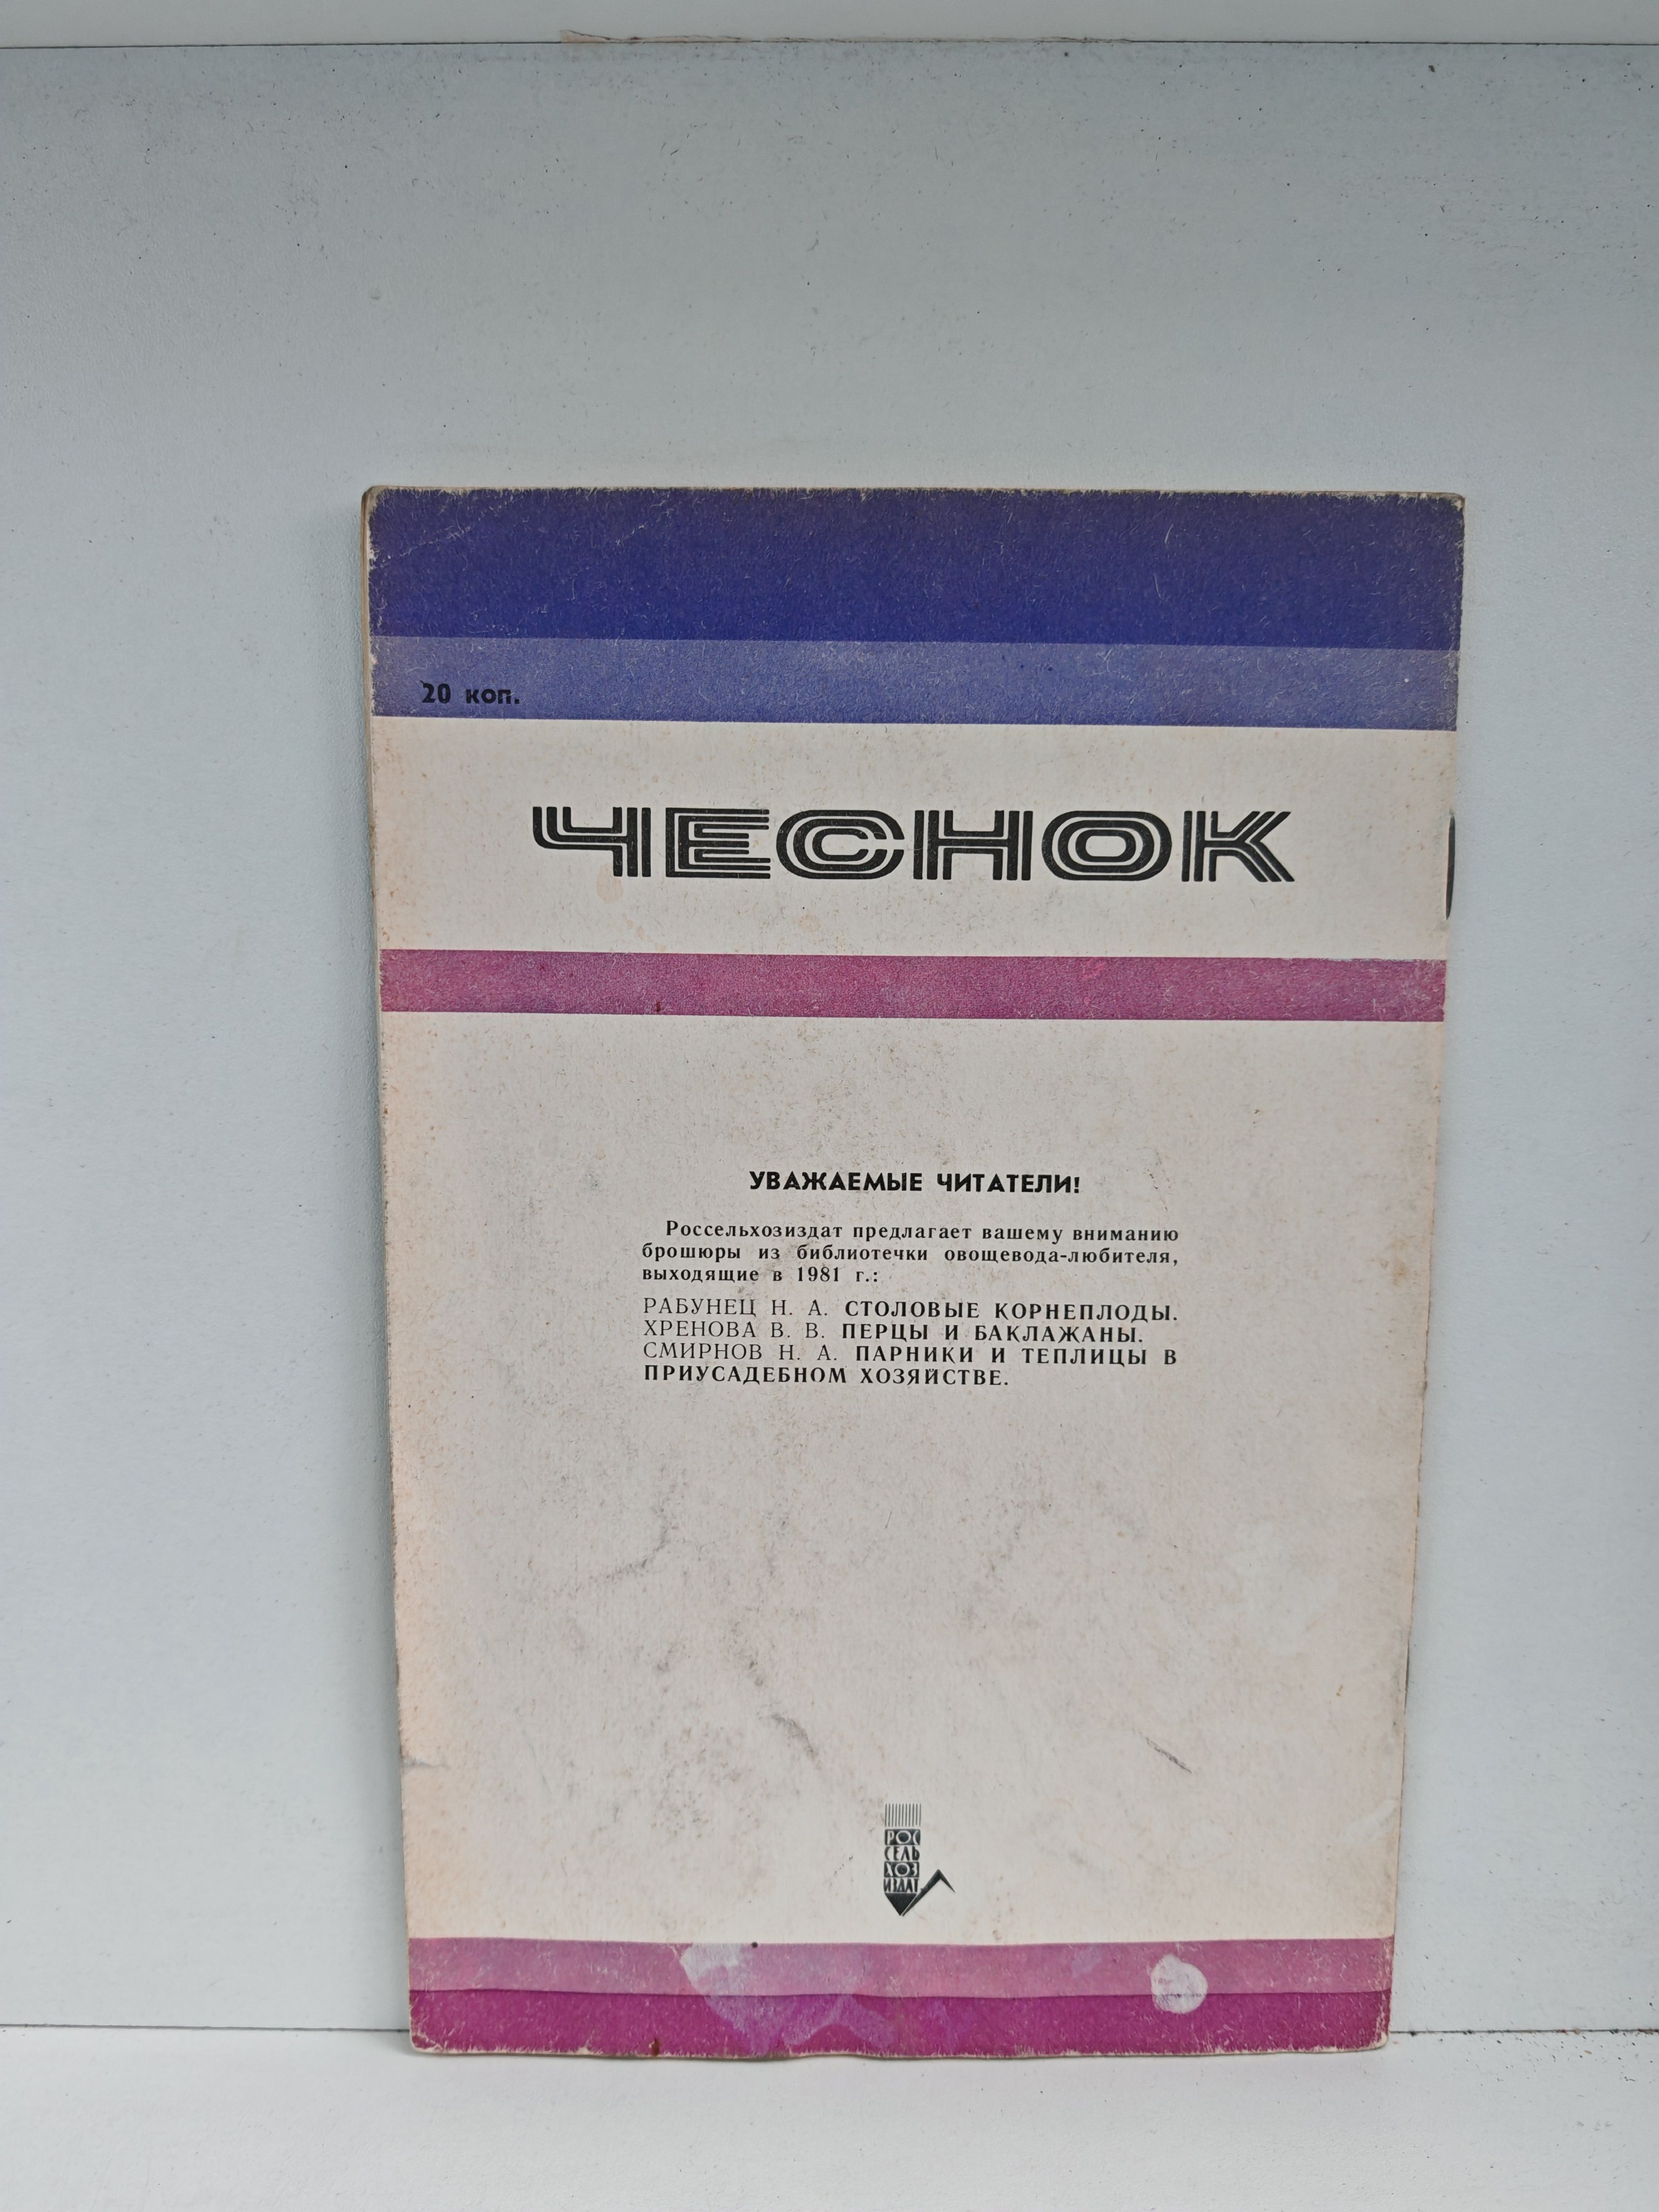 20 коп.
ЧЕСНОК
УВАЖАЕМЫЕ ЧИТАТЕЛИ!
Россельхозиздат предлагает вашему вниманию
брошюры из библиотечки овощевода-любителя,
выходящие в 1981 г.:
РАБУНЕЦ Н. А. СТОЛОВЫЕ КОРНЕПЛОДЫ.
ХРЕНОВА В. В. ПЕРЦЫ И БАКЛАЖАНЫ.
СМИРНОВ Н. А. ПАРНИКИ И ТЕПЛИЦЫ В
ПРИУСАДЕБНОМ ХОЗЯЙСТВЕ.
РОС
СЕЛЬ
ХОЗ
ИЗДАТ